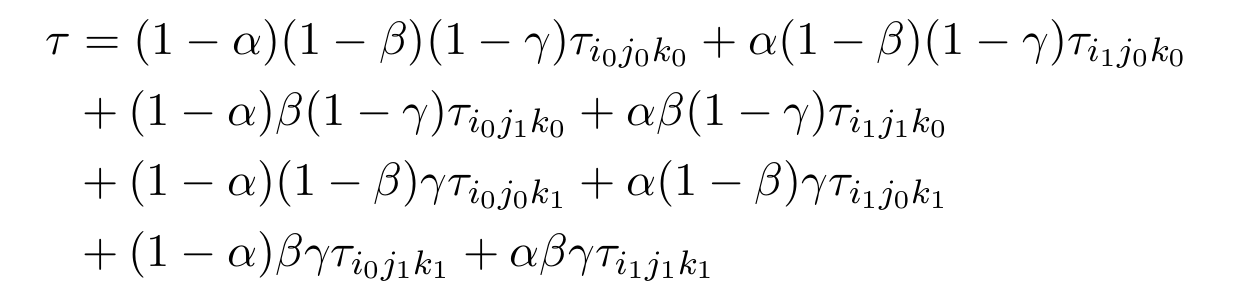 τ = (1 − α)(1 − β)(1 − γ)τ_{i_0 j_0 k_0} + α(1 − β)(1 − γ)τ_{i_1 j_0 k_0}
+ (1 − α)β(1 − γ)τ_{i_0 j_1 k_0} + αβ(1 − γ)τ_{i_1 j_1 k_0}
+ (1 − α)(1 − β)γτ_{i_0 j_0 k_1} + α(1 − β)γτ_{i_1 j_0 k_1}
+ (1 − α)βγτ_{i_0 j_1 k_1} + αβγτ_{i_1 j_1 k_1}